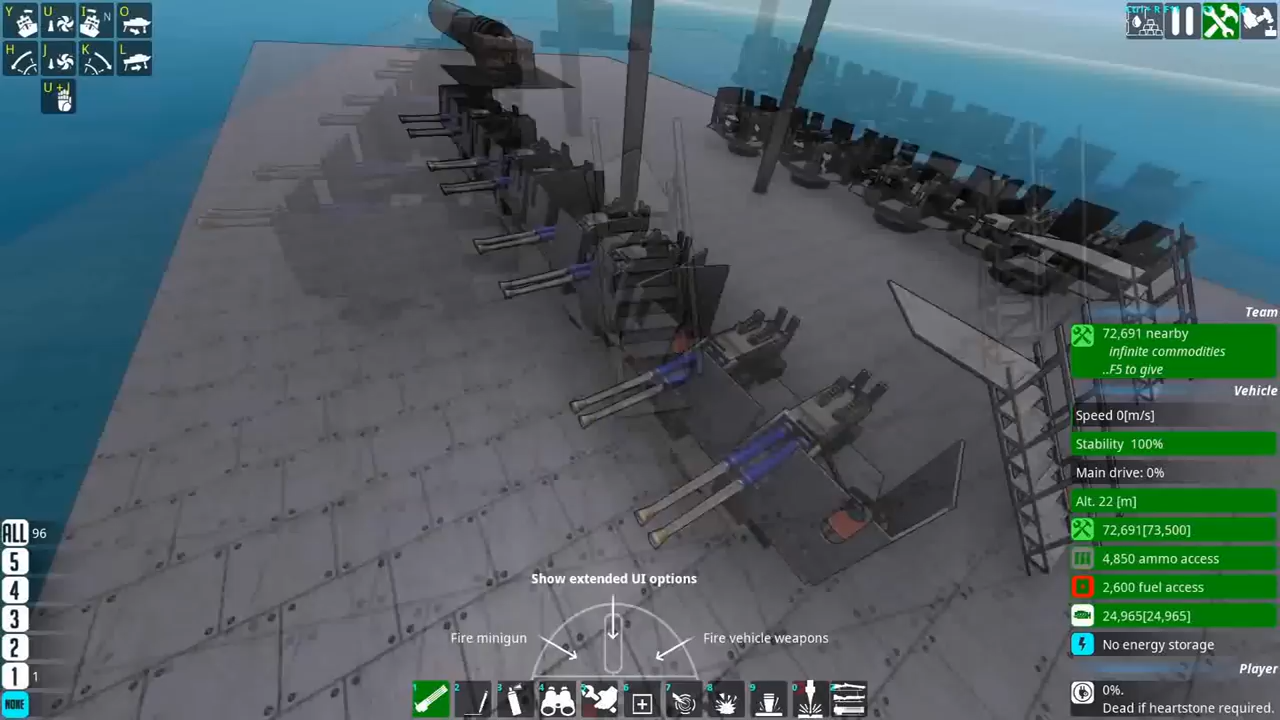 Y U I N O
H J K L
U +
Team
72,691 nearby
infinite commodities
..F5 to give
Vehicle
Speed 0[m/s]
Stability 100%
Main drive: 0%
Alt. 22 [m]
72,691[73,500]
4,850 ammo access
2,600 fuel access
24,965[24,965]
No energy storage
Player
0%.
Dead if heartstone required.
ALL 96
5
4
3
2
1 1
NONE
Show extended UI options
Fire minigun
Fire vehicle weapons
1 2 3 4 5 6 7 8 9 0